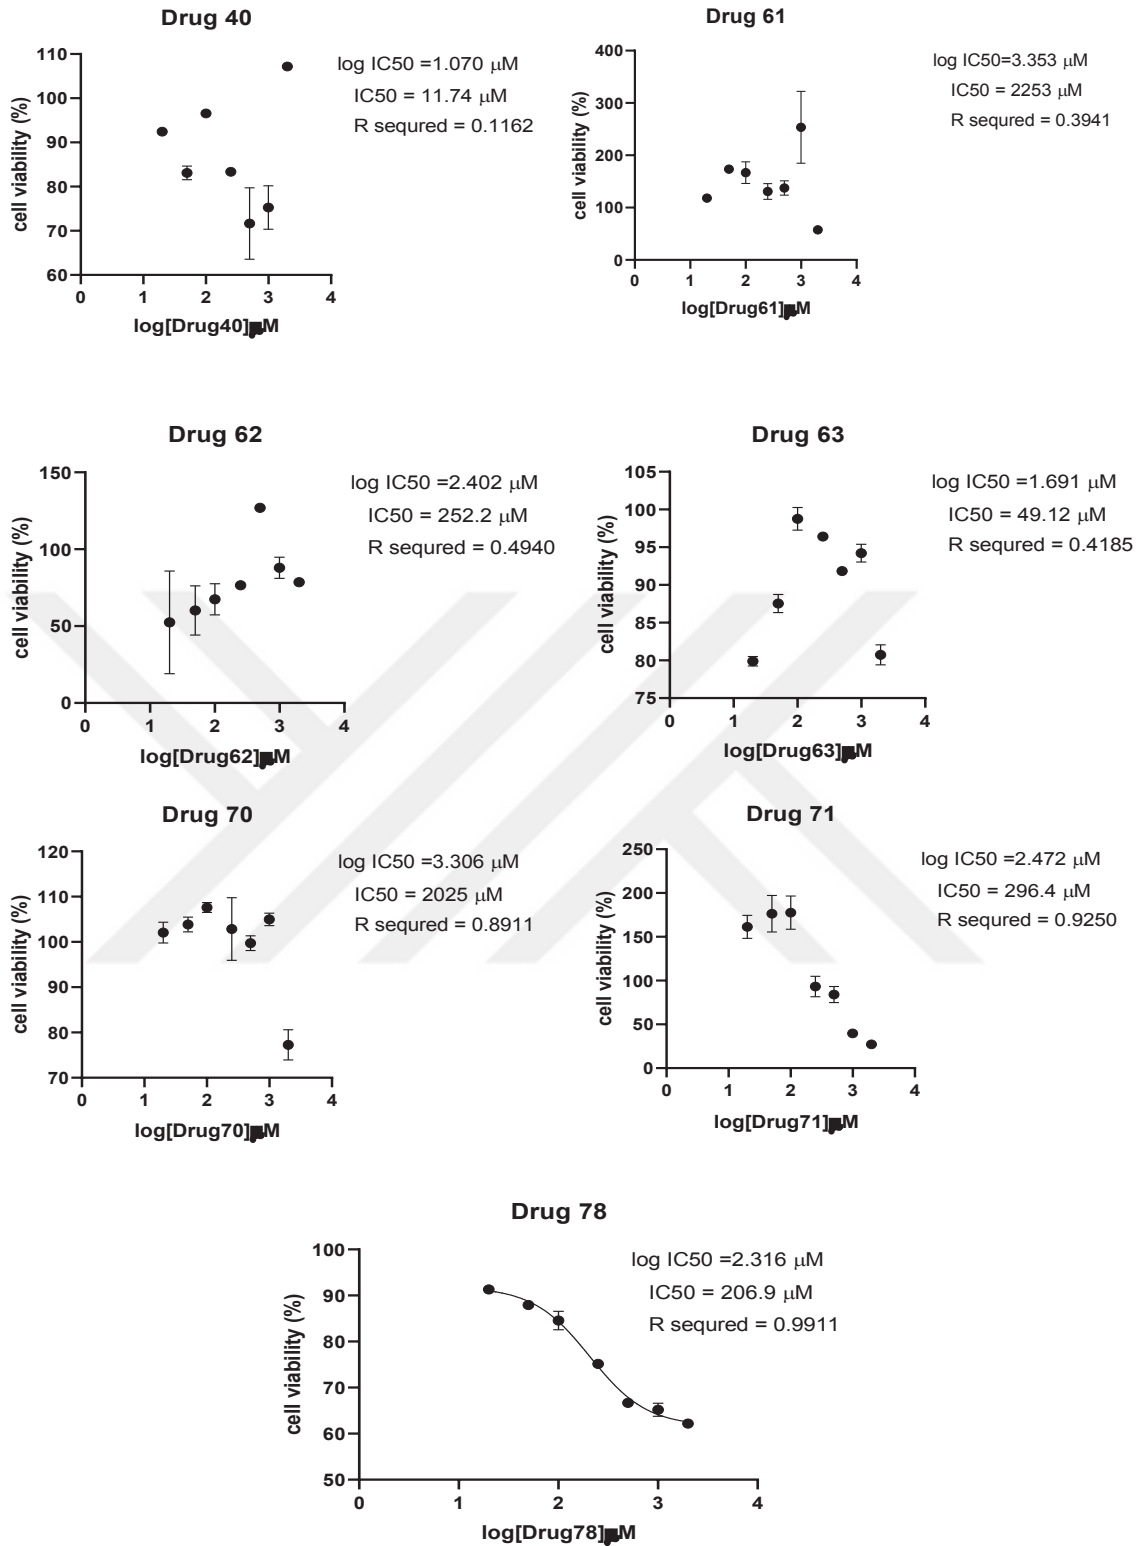 Drug 40
log IC50 =1.070 μM
IC50 = 11.74 μM
R sequred = 0.1162
cell viability (%)
110
100
90
80
70
60
0 1 2 3 4
log[Drug40]μM
Drug 61
log IC50=3.353 μM
IC50 = 2253 μM
R sequred = 0.3941
cell viability (%)
400
300
200
100
0
0 1 2 3 4
log[Drug61]μM
Drug 62
log IC50 =2.402 μM
IC50 = 252.2 μM
R sequred = 0.4940
cell viability (%)
150
100
50
0
0 1 2 3 4
log[Drug62]μM
Drug 63
log IC50 =1.691 μM
IC50 = 49.12 μM
R sequred = 0.4185
cell viability (%)
105
100
95
90
85
80
75
0 1 2 3 4
log[Drug63]μM
Drug 70
log IC50 =3.306 μM
IC50 = 2025 μM
R sequred = 0.8911
cell viability (%)
120
110
100
90
80
70
0 1 2 3 4
log[Drug70]μM
Drug 71
log IC50 =2.472 μM
IC50 = 296.4 μM
R sequred = 0.9250
cell viability (%)
250
200
150
100
50
0
0 1 2 3 4
log[Drug71]μM
Drug 78
log IC50 =2.316 μM
IC50 = 206.9 μM
R sequred = 0.9911
cell viability (%)
100
90
80
70
60
50
0 1 2 3 4
log[Drug78]μM